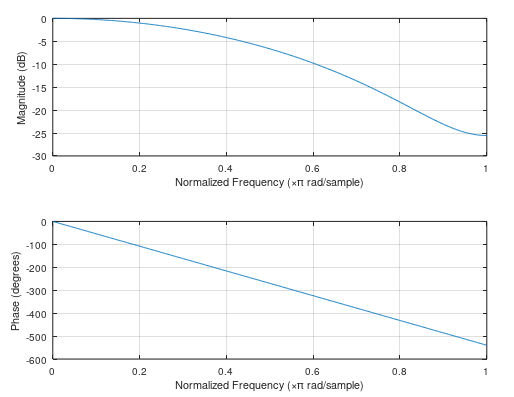 0
-5
-10
-15
-20
-25
-30
Magnitude (dB)
0 0.2 0.4 0.6 0.8 1
Normalized Frequency (×π rad/sample)
0
-100
-200
-300
-400
-500
-600
Phase (degrees)
0 0.2 0.4 0.6 0.8 1
Normalized Frequency (×π rad/sample)